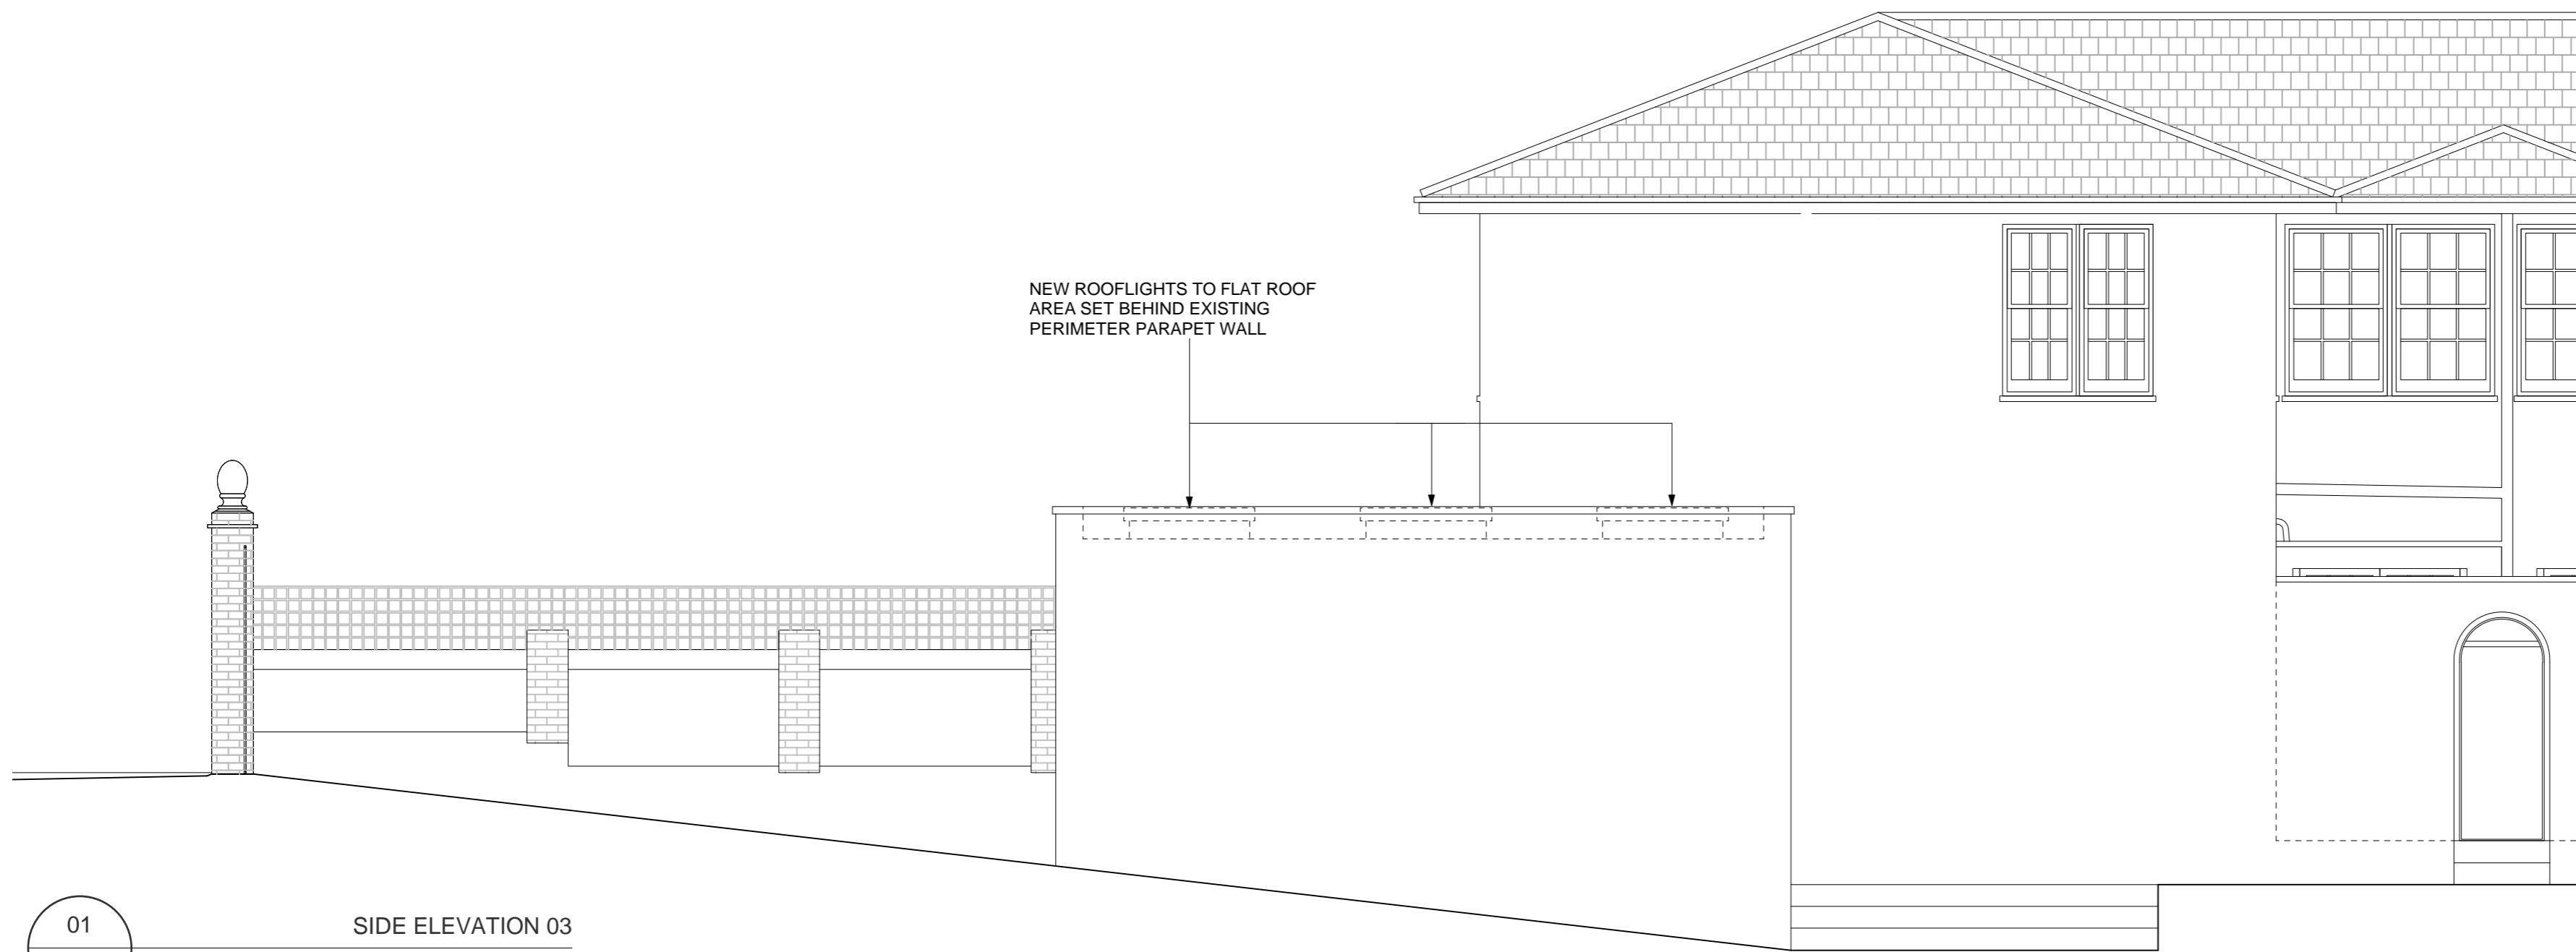 NEW ROOFLIGHTS TO FLAT ROOF
AREA SET BEHIND EXISTING
PERIMETER PARAPET WALL
01
SIDE ELEVATION 03